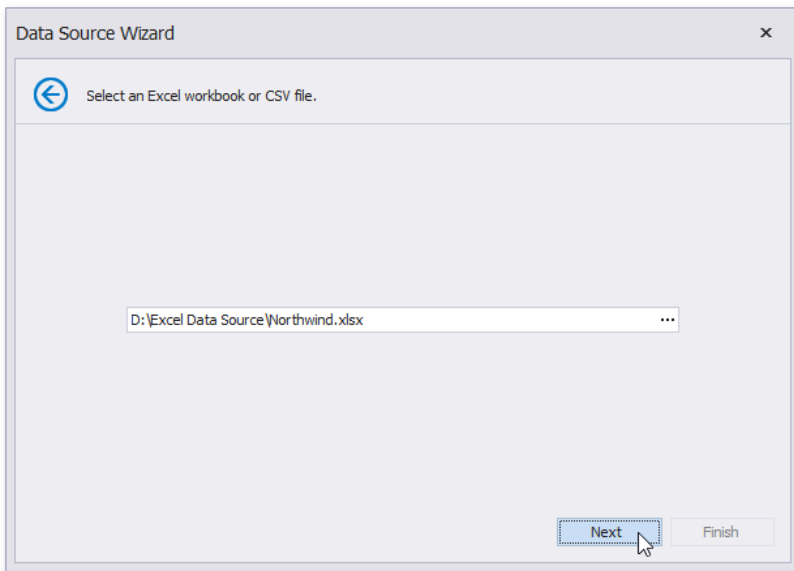 Data Source Wizard
Select an Excel workbook or CSV file.
D:\Excel Data Source\Northwind.xlsx
Next Finish